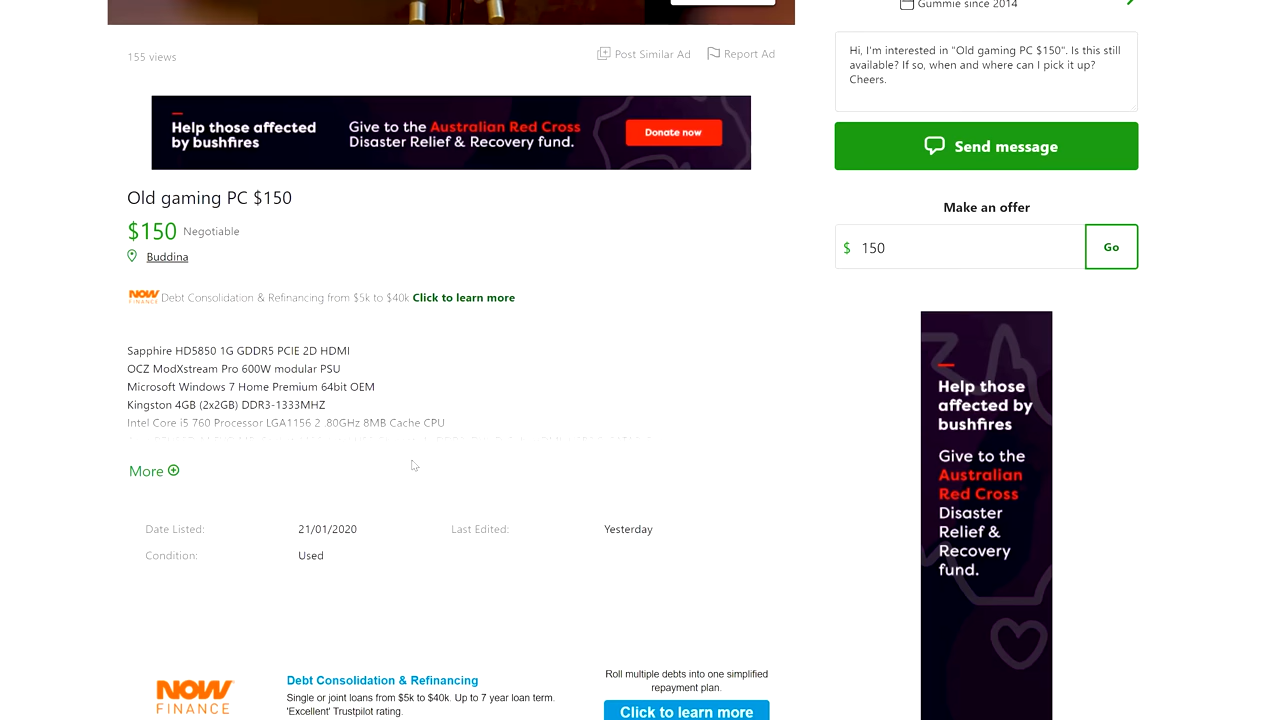 Gummie since 2014
155 views
Post Similar Ad
Report Ad
Hi, I'm interested in "Old gaming PC $150". Is this still
available? If so, when and where can I pick it up?
Cheers.
Send message
Help those affected
by bushfires
Give to the Australian Red Cross
Disaster Relief & Recovery fund.
Donate now
Old gaming PC $150
$150 Negotiable
Buddina
Make an offer
$ 150
Go
NOW FINANCE Debt Consolidation & Refinancing from $5k to $40k Click to learn more
Sapphire HD5850 1G GDDR5 PCIE 2D HDMI
OCZ ModXstream Pro 600W modular PSU
Microsoft Windows 7 Home Premium 64bit OEM
Kingston 4GB (2x2GB) DDR3-1333MHZ
Intel Core i5 760 Processor LGA1156 2 .80GHz 8MB Cache CPU
More
Date Listed: 21/01/2020 Last Edited: Yesterday
Condition: Used
Help those
affected by
bushfires
Give to the
Australian
Red Cross
Disaster
Relief &
Recovery
fund.
NOW
FINANCE
Debt Consolidation & Refinancing
Single or joint loans from $5k to $40k. Up to 7 year loan term.
'Excellent' Trustpilot rating.
Roll multiple debts into one simplified
repayment plan.
Click to learn more